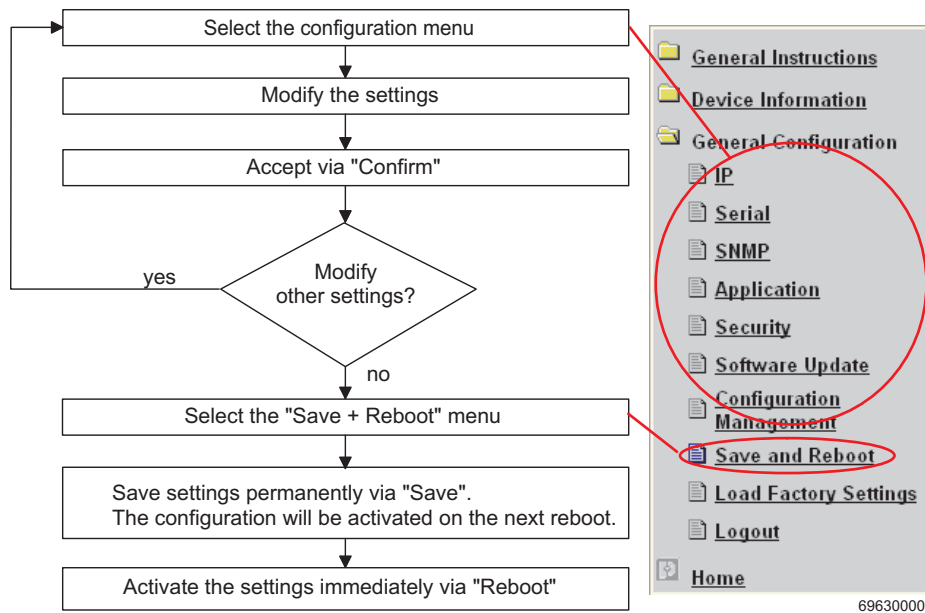 Select the configuration menu
Modify the settings
Accept via "Confirm"
Modify
other settings?
yes
no
Select the "Save + Reboot" menu
Save settings permanently via "Save".
The configuration will be activated on the next reboot.
Activate the settings immediately via "Reboot"
General Instructions
Device Information
General Configuration
IP
Serial
SNMP
Application
Security
Software Update
Configuration
Management
Save and Reboot
Load Factory Settings
Logout
Home
69630000